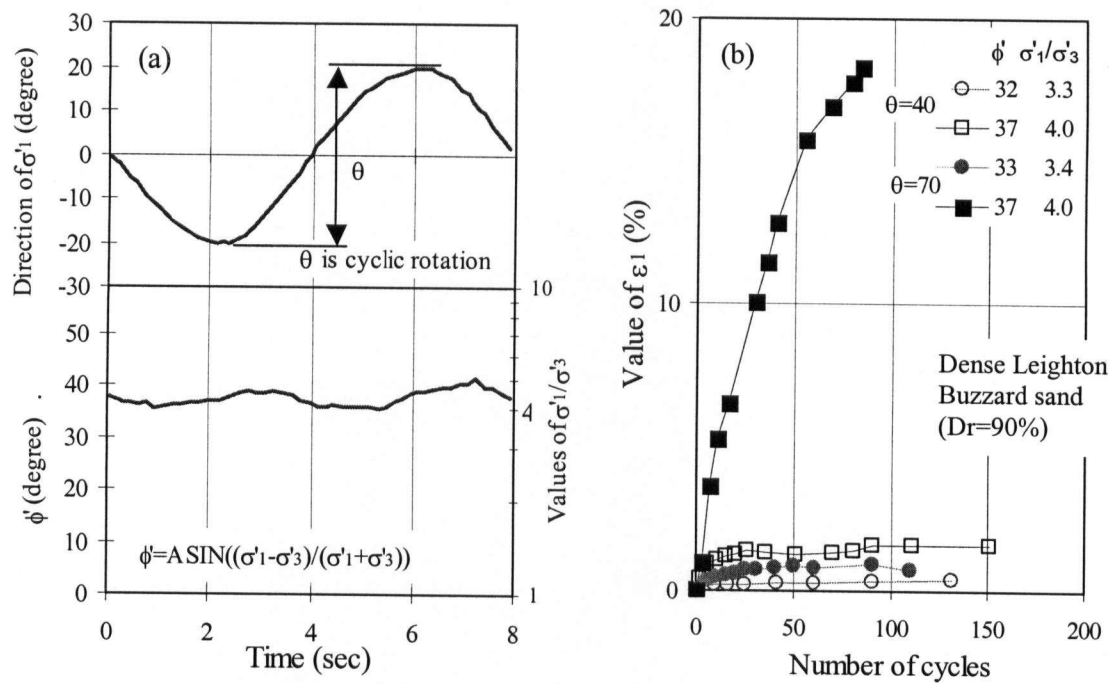 (a)
Direction of σ'1 (degree)
30
20
10
0
-10
-20
-30
θ
θ is cyclic rotation
ϕ' (degree) .
50
40
30
20
10
0
Values of σ'1/σ'3
10
4
1
ϕ'=ASIN((σ'1-σ'3)/(σ'1+σ'3))
0 2 4 6 8
Time (sec)
(b)
Value of ε1 (%)
20
10
0
ϕ' σ'1/σ'3
θ=40
32 3.3
37 4.0
θ=70
33 3.4
37 4.0
Dense Leighton
Buzzard sand
(Dr=90%)
0 50 100 150 200
Number of cycles